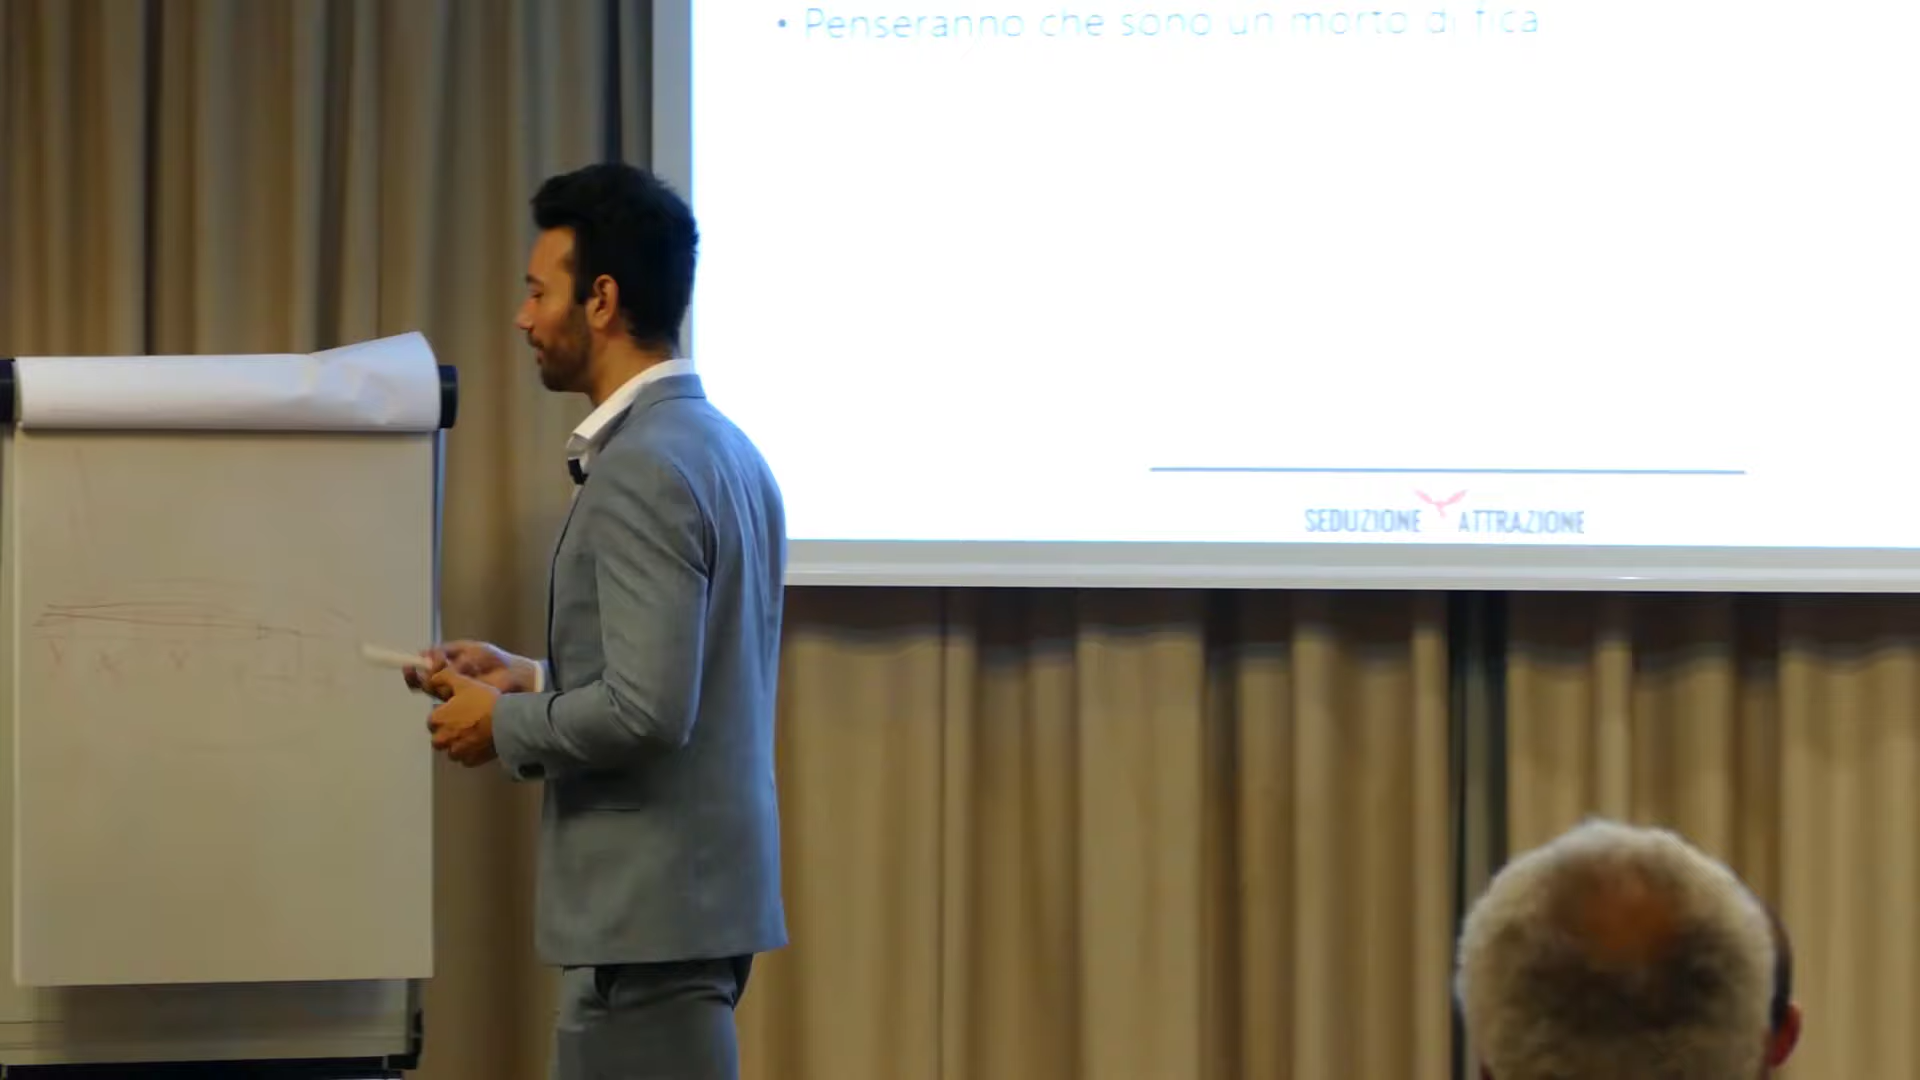 • Penseranno che sono un morto di fica
SEDUZIONE ATTRAZIONE